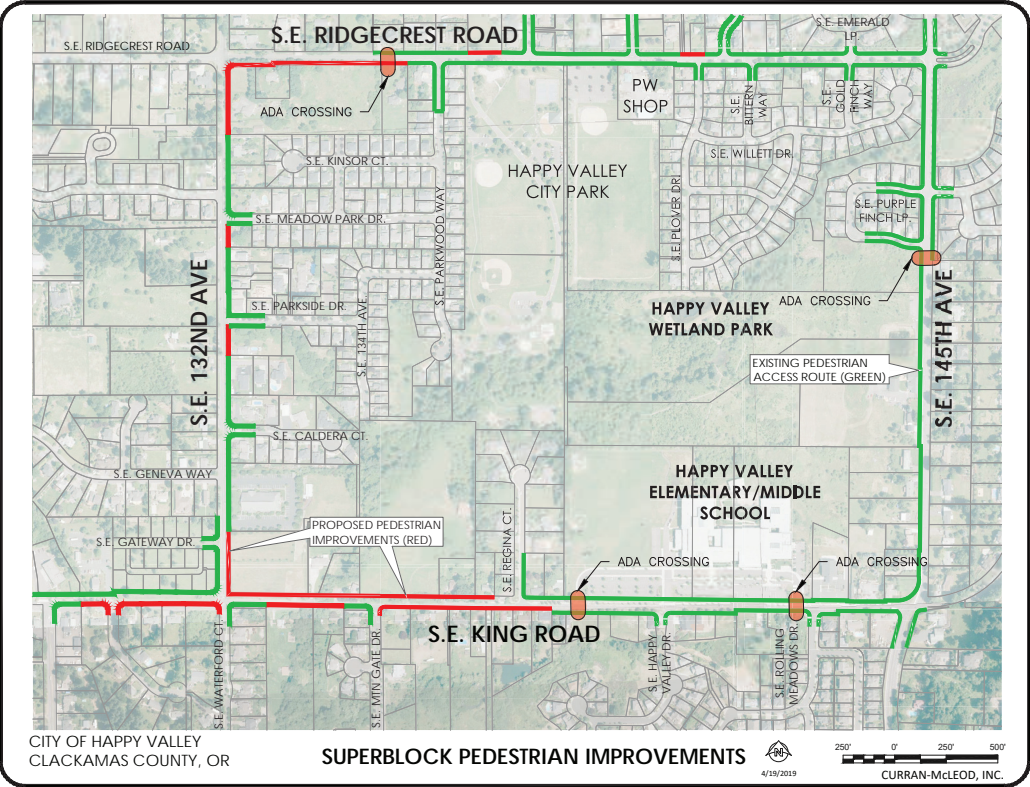 S.E. RIDGECREST ROAD
S.E. RIDGECREST ROAD
S.E. EMERALD
LP.
ADA CROSSING
PW
SHOP
S.E.
BITTERN
WAY
S.E.
GOLD
FINCH
WAY
S.E. KINSOR CT.
HAPPY VALLEY
CITY PARK
S.E. WILLETT DR.
S.E. PLOVER DR.
S.E. PARKWOOD WAY
S.E. MEADOW PARK DR.
S.E. PURPLE
FINCH LP.
S.E. 132ND AVE
S.E. PARKSIDE DR.
S.E. 134TH AVE
HAPPY VALLEY
WETLAND PARK
ADA CROSSING
S.E. 145TH AVE
EXISTING PEDESTRIAN
ACCESS ROUTE (GREEN)
S.E. CALDERA CT.
S.E. GENEVA WAY
HAPPY VALLEY
ELEMENTARY/MIDDLE
SCHOOL
PROPOSED PEDESTRIAN
IMPROVEMENTS (RED)
S.E. GATEWAY DR.
S.E. REGINA CT.
ADA CROSSING
ADA CROSSING
S.E. KING ROAD
S.E. WATERFORD CT.
S.E. MIN GATE DR.
S.E. HAPPY
VALLEY DR.
S.E. ROLLING
MEADOWS DR.
CITY OF HAPPY VALLEY
CLACKAMAS COUNTY, OR
SUPERBLOCK PEDESTRIAN IMPROVEMENTS
N
4/19/2019
250' 0' 250' 500'
CURRAN-McLEOD, INC.